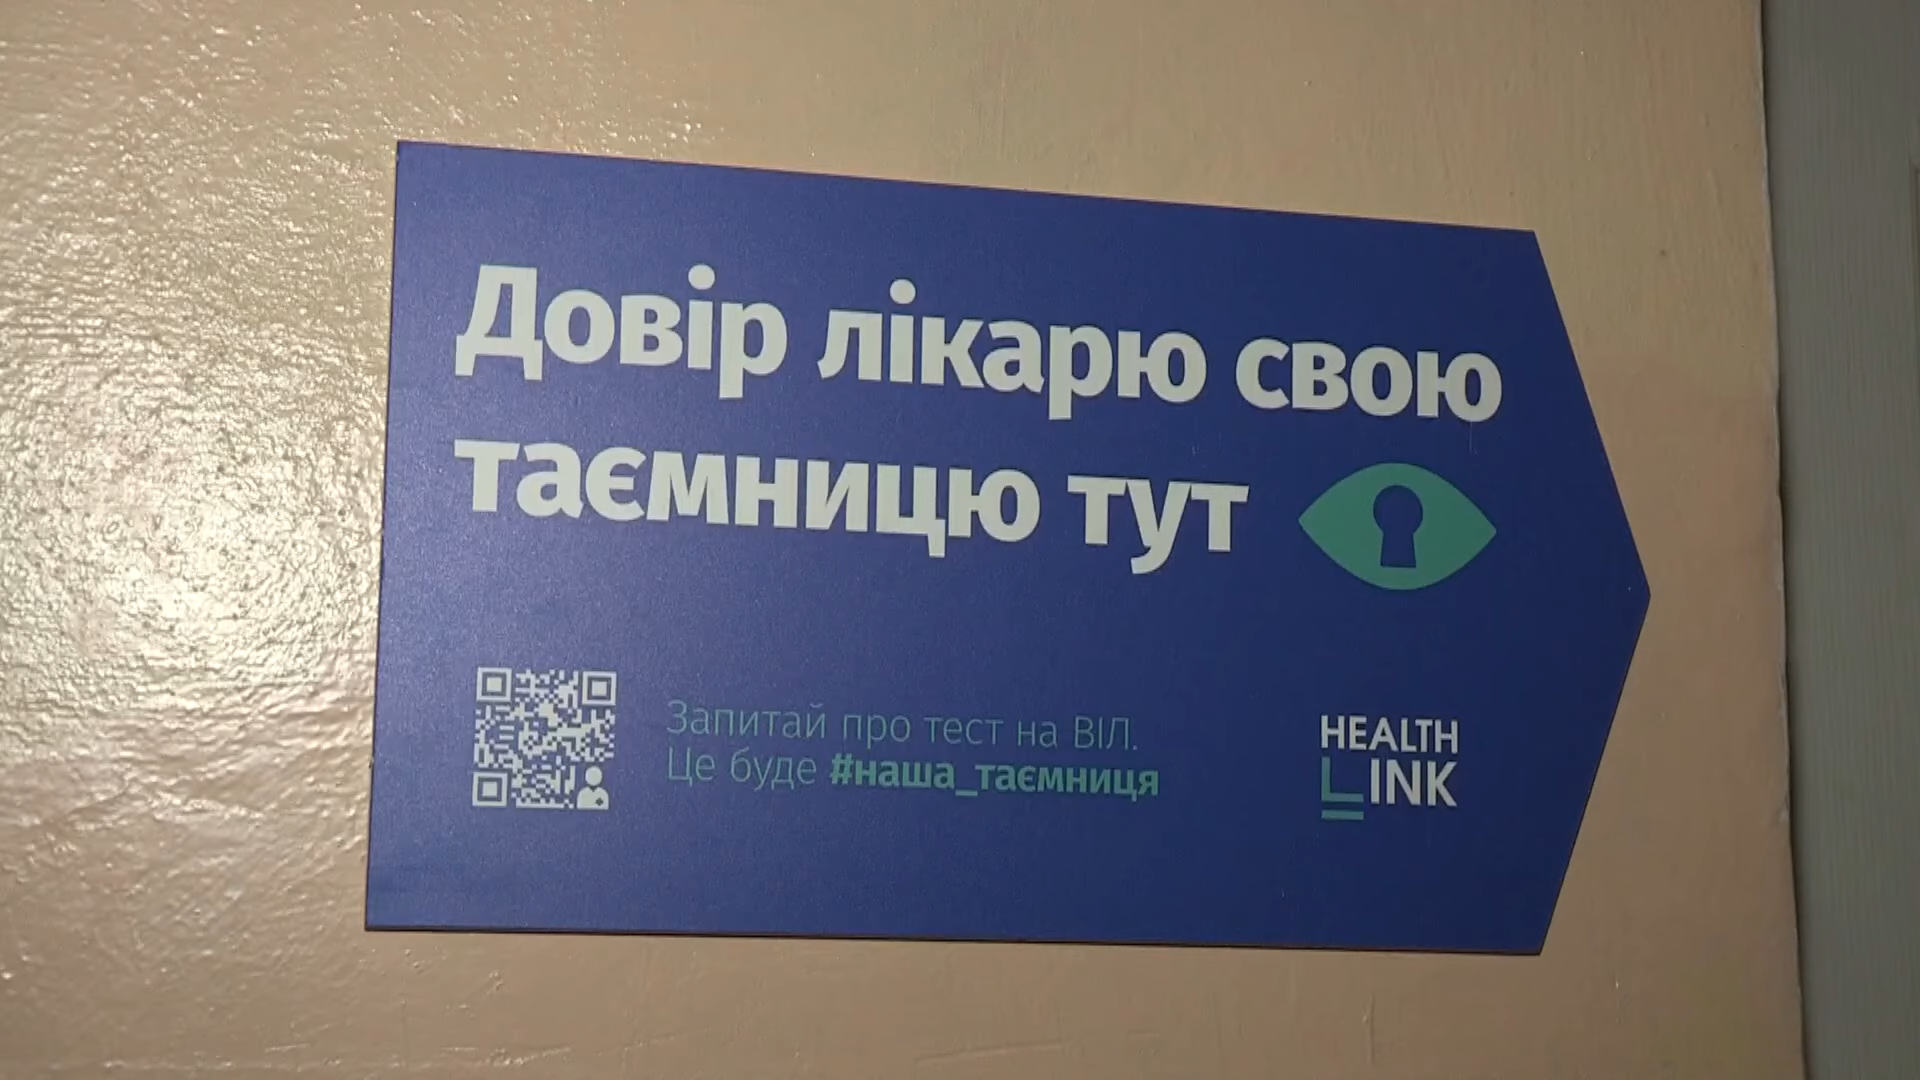 Довір лікарю свою
таємницю тут
Запитай про тест на ВІЛ.
Це буде #наша_таємниця
HEALTH
LINK